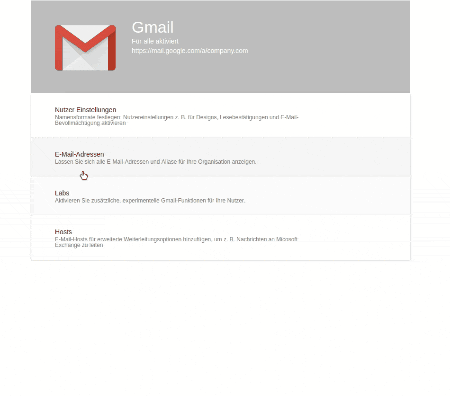 Gmail
Für alle aktiviert
https://mail.google.com/a/company.com
Nutzer Einstellungen
Namensformate festlegen, Nutzereinstellungen z. B. für Designs, Lesebestätigungen und E-Mail-
Bevollmächtigung aktivieren
E-Mail-Adressen
Lassen Sie sich alle E-Mail-Adressen und Aliase für Ihre Organisation anzeigen.
Labs
Aktivieren Sie zusätzliche, experimentelle Gmail-Funktionen für Ihre Nutzer.
Hosts
E-Mail-Hosts für erweiterte Weiterleitungsoptionen hinzufügen, um z. B. Nachrichten an Microsoft
Exchange zu leiten